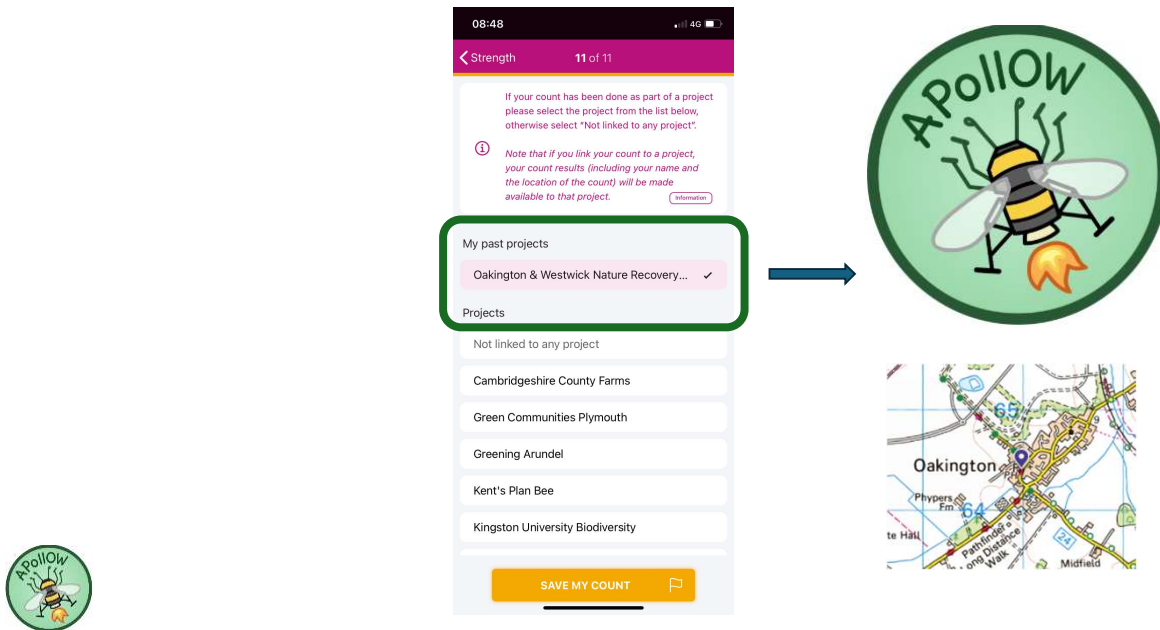 08:48
4G
Strength
11 of 11
If your count has been done as part of a project
please select the project from the list below,
otherwise select "Not linked to any project".
Note that if you link your count to a project,
your count results (including your name and
the location of the count) will be made
available to that project.
Information
My past projects
Oakington & Westwick Nature Recovery...
Projects
Not linked to any project
Cambridgeshire County Farms
Green Communities Plymouth
Greening Arundel
Kent's Plan Bee
Kingston University Biodiversity
SAVE MY COUNT
APollOW
65
9
Oakington
Phypers
Fm
64
te Hall
Pathfinder
ong Distance
Walk
24
Midfield
APollOW